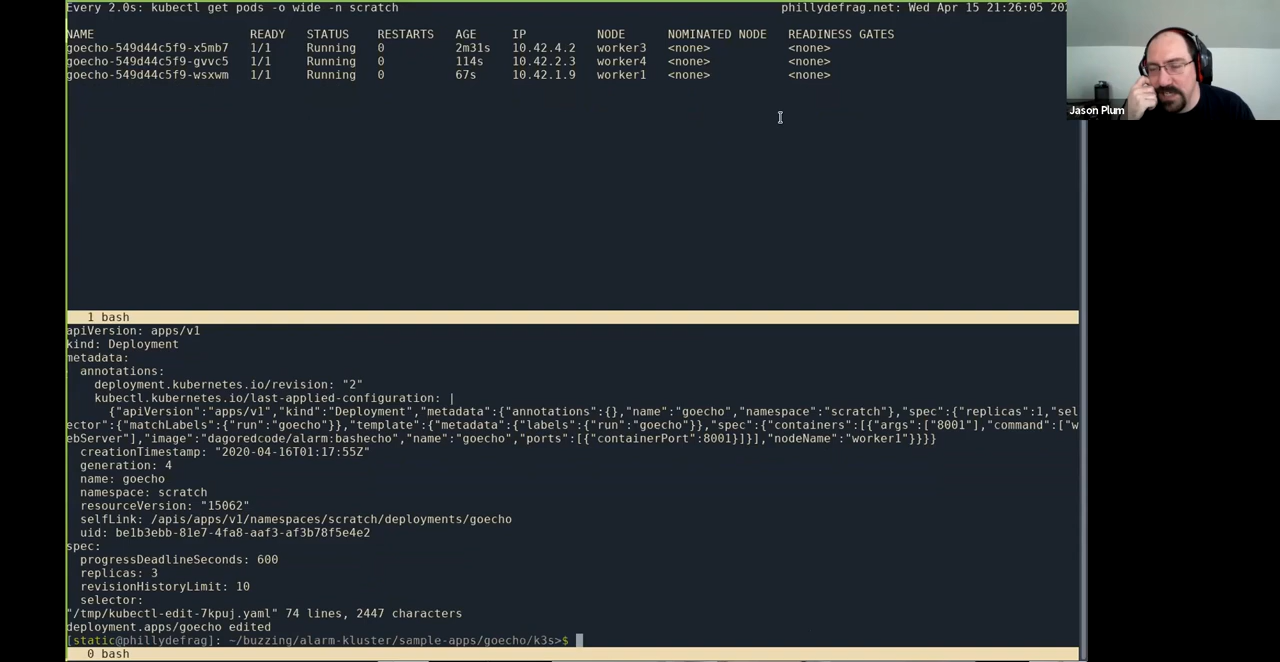 Every 2.0s: kubectl get pods -o wide -n scratch phillydefrag.net: Wed Apr 15 21:26:05
NAME READY STATUS RESTARTS AGE IP NODE NOMINATED NODE READINESS GATES
goecho-549d44c5f9-x5mb7 1/1 Running 0 2m31s 10.42.4.2 worker3 <none> <none>
goecho-549d44c5f9-gvvc5 1/1 Running 0 114s 10.42.2.3 worker4 <none> <none>
goecho-549d44c5f9-wsxwm 1/1 Running 0 67s 10.42.1.9 worker1 <none> <none>
Jason Plum
1 bash
apiVersion: apps/v1
kind: Deployment
metadata:
annotations:
deployment.kubernetes.io/revision: "2"
kubectl.kubernetes.io/last-applied-configuration: |
{"apiVersion":"apps/v1","kind":"Deployment","metadata":{"annotations":{},"name":"goecho","namespace":"scratch"},"spec":{"replicas":1,"sel
ector":{"matchLabels":{"run":"goecho"}},"template":{"metadata":{"labels":{"run":"goecho"}},"spec":{"containers":[{"args":["8001"],"command":["w
ebServer"],"image":"dagoredcode/alarm:bashecho","name":"goecho","ports":[{"containerPort":8001}]}],"nodeName":"worker1"}}}}
creationTimestamp: "2020-04-16T01:17:55Z"
generation: 4
name: goecho
namespace: scratch
resourceVersion: "15062"
selfLink: /apis/apps/v1/namespaces/scratch/deployments/goecho
uid: be1b3ebb-81e7-4fa8-aaf3-af3b78f5e4e2
spec:
progressDeadlineSeconds: 600
replicas: 3
revisionHistoryLimit: 10
selector:
"/tmp/kubectl-edit-7kpuj.yaml" 74 lines, 2447 characters
deployment.apps/goecho edited
[static@phillydefrag]: ~/buzzing/alarm-kluster/sample-apps/goecho/k3s>$
0 bash